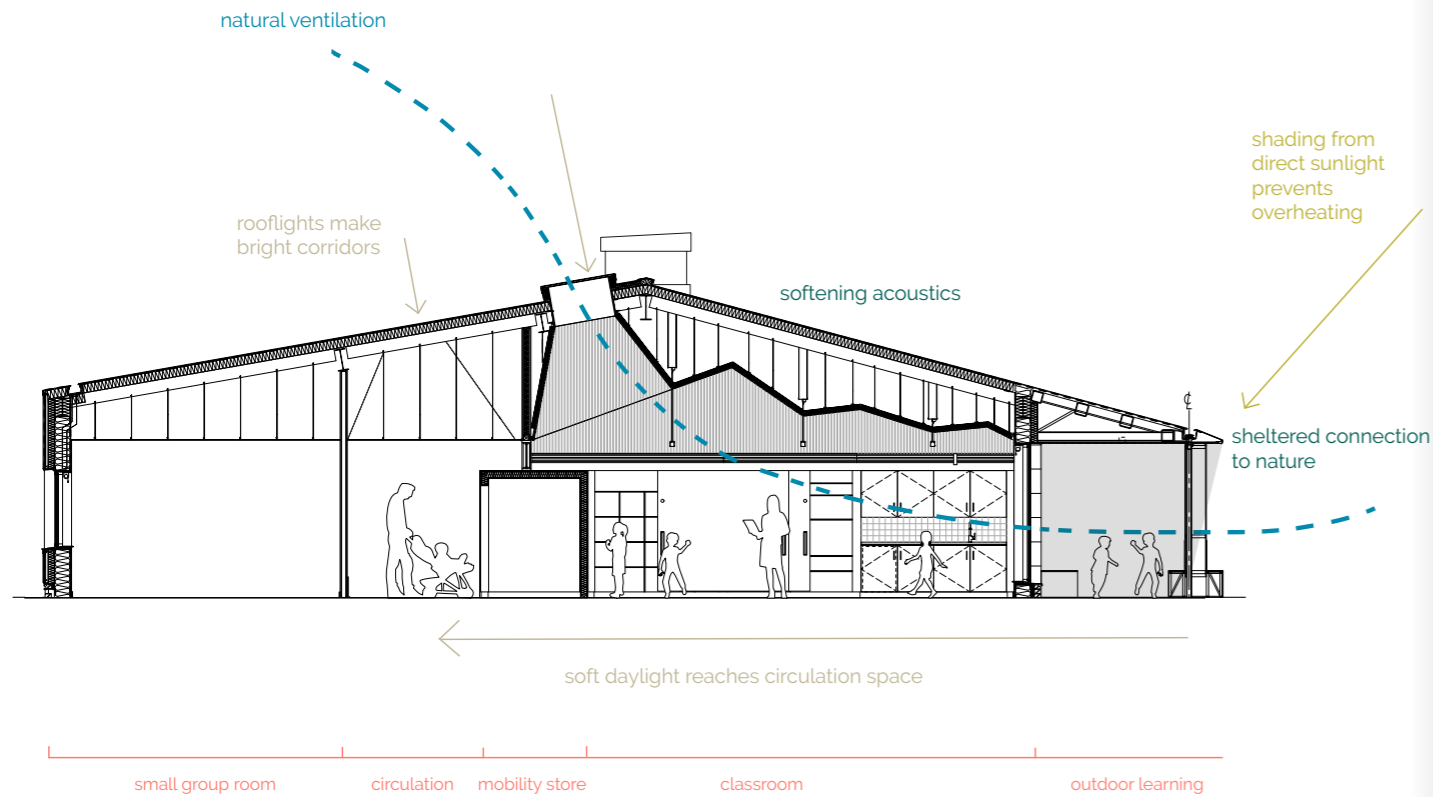 natural ventilation
shading from
direct sunlight
prevents
overheating
rooflights make
bright corridors
softening acoustics
sheltered connection
to nature
soft daylight reaches circulation space
small group room
circulation
mobility store
classroom
outdoor learning